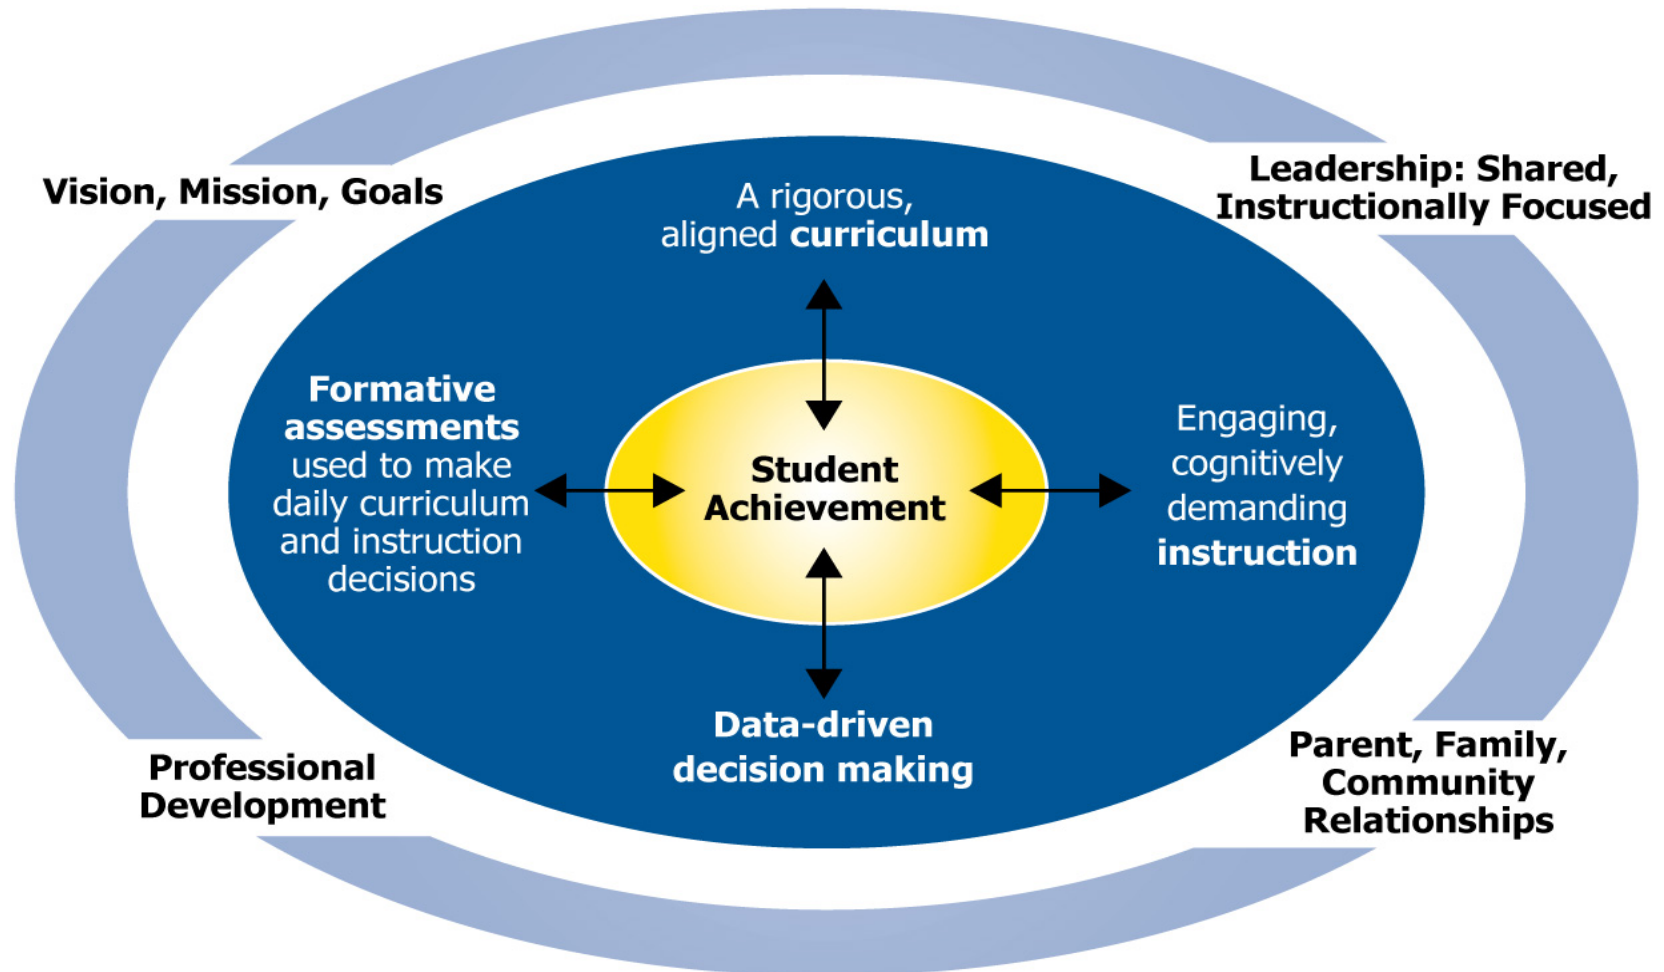 Vision, Mission, Goals
Leadership: Shared,
Instructionally Focused
A rigorous,
aligned curriculum
Formative
assessments
used to make
daily curriculum
and instruction
decisions
Student
Achievement
Engaging,
cognitively
demanding
instruction
Data-driven
decision making
Professional
Development
Parent, Family,
Community
Relationships